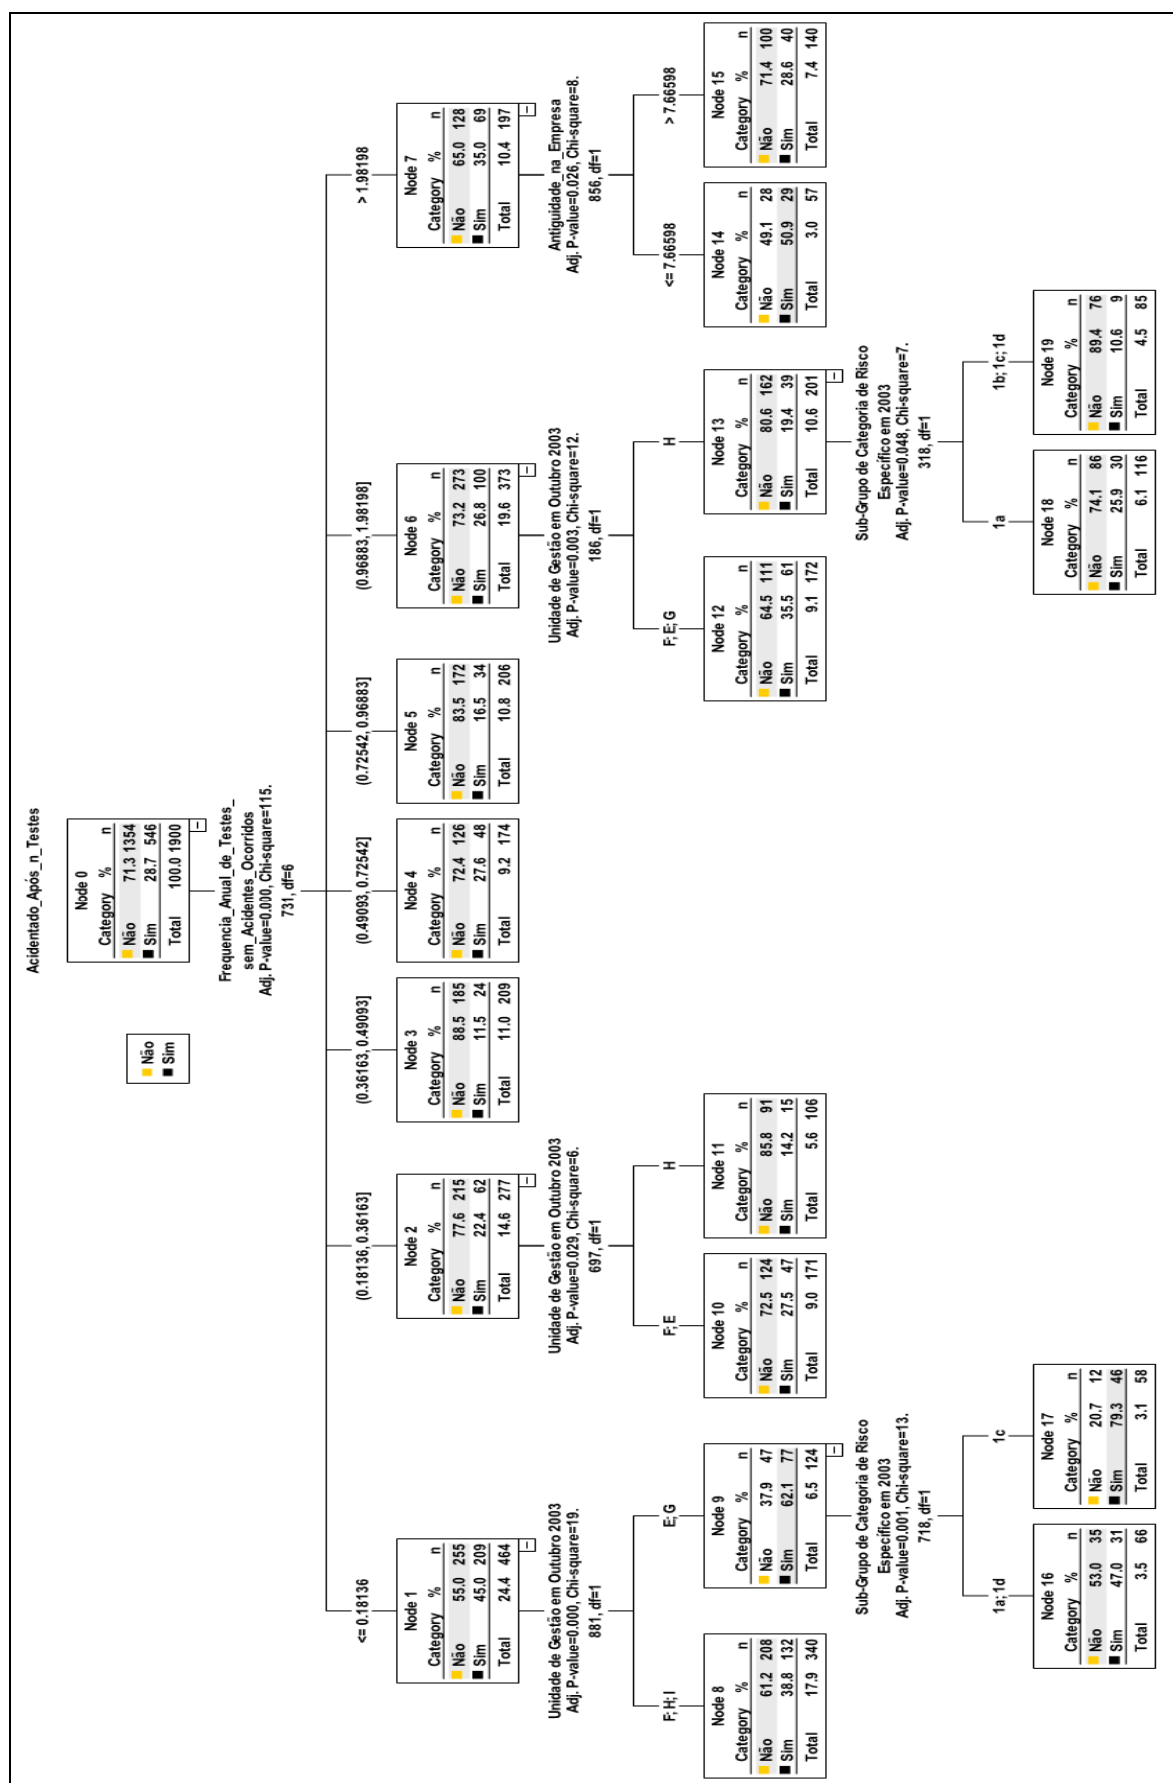 Acidentado_Após_n_Testes
Não
Sim
Node 0
Category % n
Não 71.3 1354
Sim 28.7 546
Total 100.0 1900
Frequencia_Anual_de_Testes_
sem_Acidentes_Ocorridos
Adj. P-value=0.000, Chi-square=115.
731, df=6
<= 0.18136
(0.18136, 0.36163]
(0.36163, 0.49093]
(0.49093, 0.72542]
(0.72542, 0.96883]
(0.96883, 1.98198]
> 1.98198
Node 1
Category % n
Não 55.0 255
Sim 45.0 209
Total 24.4 464
Node 2
Category % n
Não 77.6 215
Sim 22.4 62
Total 14.6 277
Node 3
Category % n
Não 88.5 185
Sim 11.5 24
Total 11.0 209
Node 4
Category % n
Não 72.4 126
Sim 27.6 48
Total 9.2 174
Node 5
Category % n
Não 83.5 172
Sim 16.5 34
Total 10.8 206
Node 6
Category % n
Não 73.2 273
Sim 26.8 100
Total 19.6 373
Node 7
Category % n
Não 65.0 128
Sim 35.0 69
Total 10.4 197
Unidade de Gestão em Outubro 2003
Adj. P-value=0.000, Chi-square=19.
881, df=1
Unidade de Gestão em Outubro 2003
Adj. P-value=0.029, Chi-square=6.
697, df=1
Unidade de Gestão em Outubro 2003
Adj. P-value=0.003, Chi-square=12.
186, df=1
Antiguidade_na_Empresa
Adj. P-value=0.026, Chi-square=8.
856, df=1
F; H; I
E; G
F; E
H
F; E; G
H
<= 7.66598
> 7.66598
Node 8
Category % n
Não 61.2 208
Sim 38.8 132
Total 17.9 340
Node 9
Category % n
Não 37.9 47
Sim 62.1 77
Total 6.5 124
Node 10
Category % n
Não 72.5 124
Sim 27.5 47
Total 9.0 171
Node 11
Category % n
Não 85.8 91
Sim 14.2 15
Total 5.6 106
Node 12
Category % n
Não 64.5 111
Sim 35.5 61
Total 9.1 172
Node 13
Category % n
Não 80.6 162
Sim 19.4 39
Total 10.6 201
Node 14
Category % n
Não 49.1 28
Sim 50.9 29
Total 3.0 57
Node 15
Category % n
Não 71.4 100
Sim 28.6 40
Total 7.4 140
Sub-Grupo de Categoria de Risco
Específico em 2003
Adj. P-value=0.001, Chi-square=13.
718, df=1
Sub-Grupo de Categoria de Risco
Específico em 2003
Adj. P-value=0.048, Chi-square=7.
318, df=1
1a; 1d
1c
1a
1b; 1c; 1d
Node 16
Category % n
Não 53.0 35
Sim 47.0 31
Total 3.5 66
Node 17
Category % n
Não 20.7 12
Sim 79.3 46
Total 3.1 58
Node 18
Category % n
Não 74.1 86
Sim 25.9 30
Total 6.1 116
Node 19
Category % n
Não 89.4 76
Sim 10.6 9
Total 4.5 85